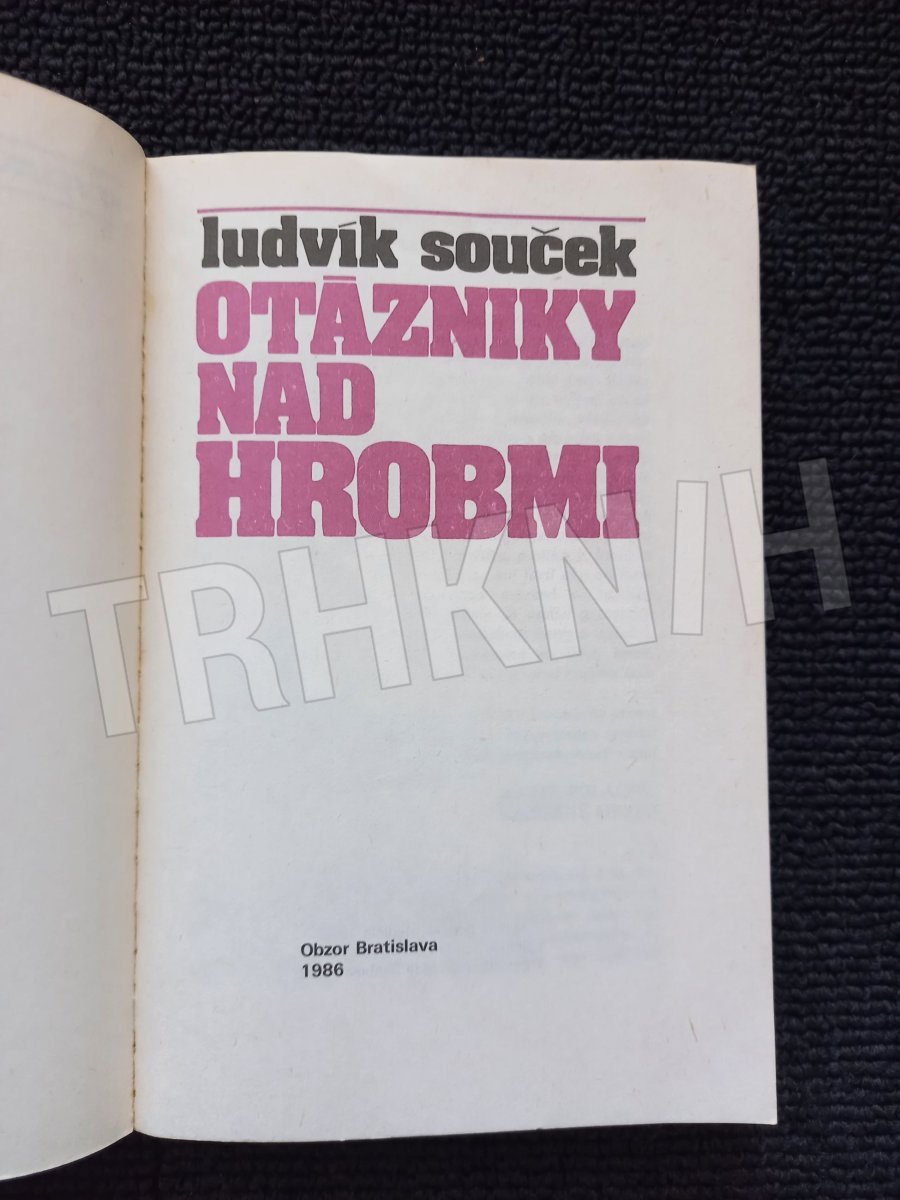 ludvík souček
OTÁZNIKY
NAD
HROBMI
TRHKNIH
Obzor Bratislava
1986